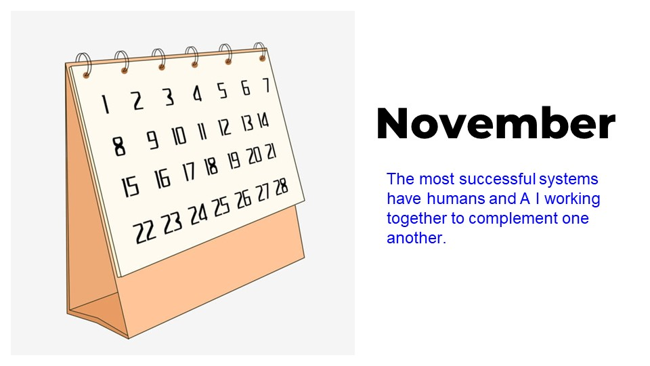 1 2 3 4 5 6 7
8 9 10 11 12 13 14
15 16 17 18 19 20 21
22 23 24 25 26 27 28
November
The most successful systems
have humans and A I working
together to complement one
another.